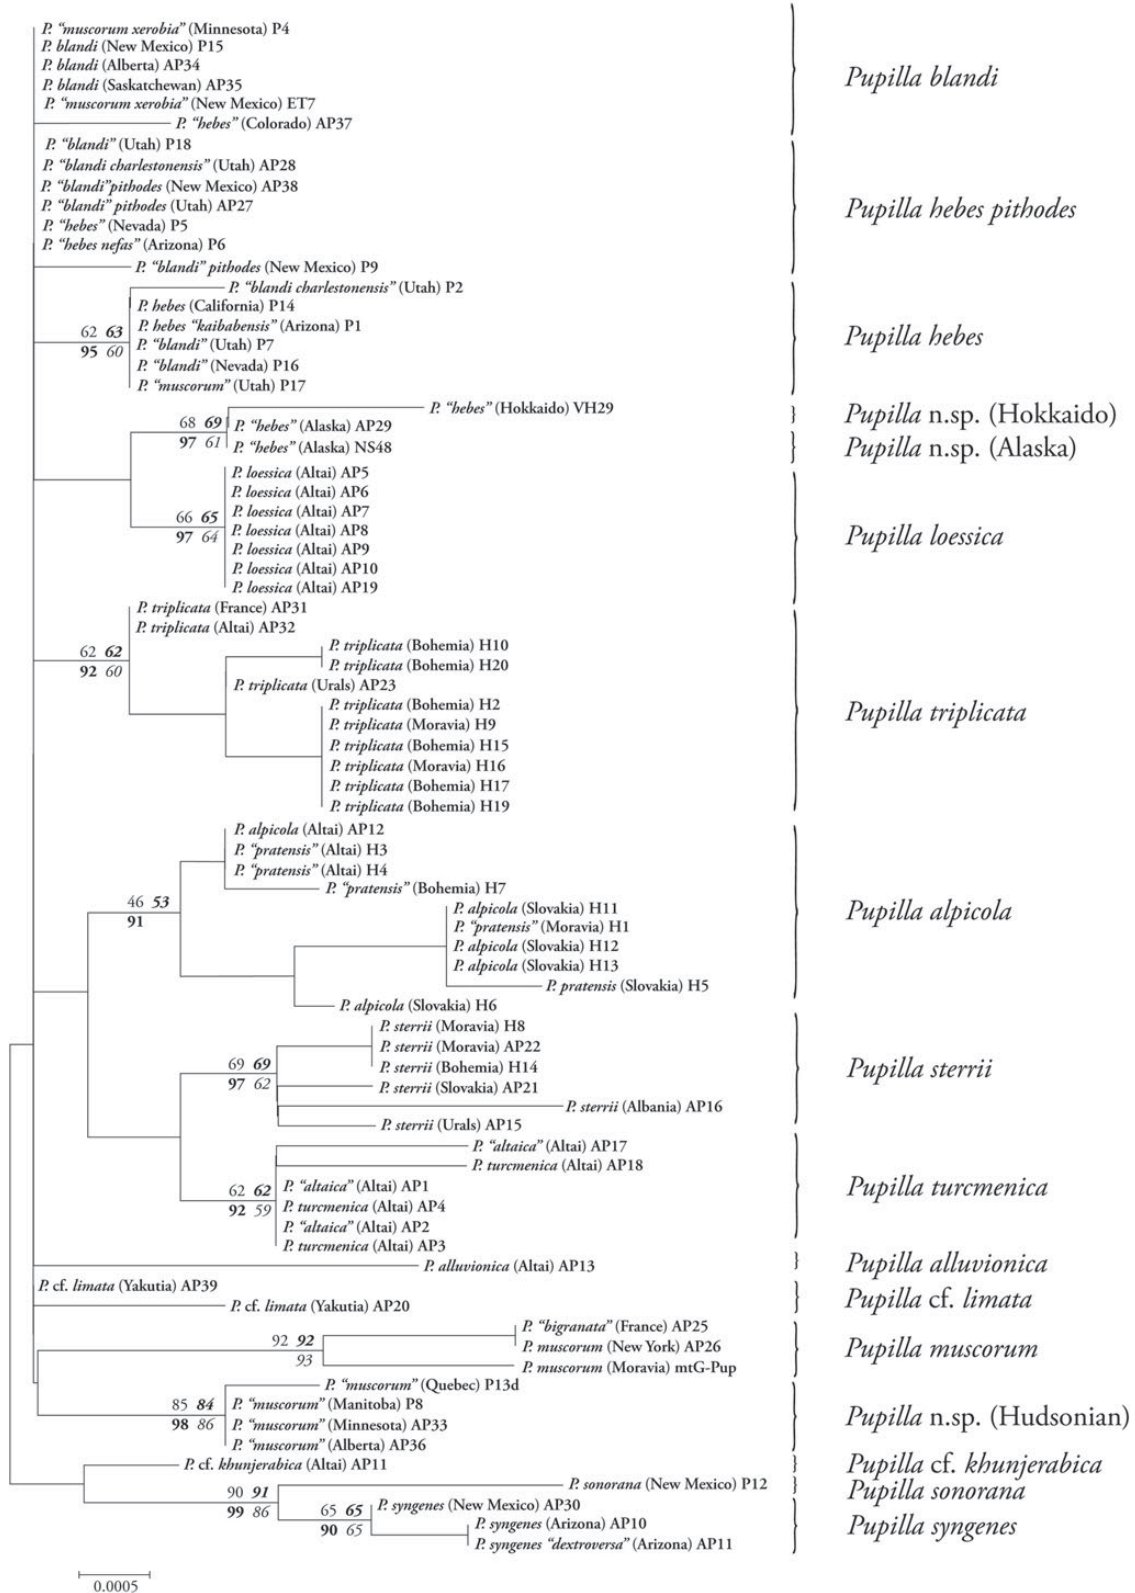 P. “muscorum xerobia” (Minnesota) P4
P. blandi (New Mexico) P15
P. blandi (Alberta) AP34
P. blandi (Saskatchewan) AP35
P. “muscorum xerobia” (New Mexico) ET7
P. “hebes” (Colorado) AP37
Pupilla blandi
P. “blandi” (Utah) P18
P. “blandi charlestonensis” (Utah) AP28
P. “blandi”pithodes (New Mexico) AP38
P. “blandi” pithodes (Utah) AP27
P. “hebes” (Nevada) P5
P. “hebes nefas” (Arizona) P6
P. “blandi” pithodes (New Mexico) P9
Pupilla hebes pithodes
P. “blandi charlestonensis” (Utah) P2
P. hebes (California) P14
P. hebes “kaibabensis” (Arizona) P1
P. “blandi” (Utah) P7
P. “blandi” (Nevada) P16
P. “muscorum” (Utah) P17
62 63
95 60
Pupilla hebes
P. “hebes” (Hokkaido) VH29
Pupilla n.sp. (Hokkaido)
P. “hebes” (Alaska) AP29
P. “hebes” (Alaska) NS48
68 69
97 61
Pupilla n.sp. (Alaska)
P. loessica (Altai) AP5
P. loessica (Altai) AP6
P. loessica (Altai) AP7
P. loessica (Altai) AP8
P. loessica (Altai) AP9
P. loessica (Altai) AP10
P. loessica (Altai) AP19
66 65
97 64
Pupilla loessica
P. triplicata (France) AP31
P. triplicata (Altai) AP32
P. triplicata (Bohemia) H10
P. triplicata (Bohemia) H20
P. triplicata (Urals) AP23
P. triplicata (Bohemia) H2
P. triplicata (Moravia) H9
P. triplicata (Bohemia) H15
P. triplicata (Moravia) H16
P. triplicata (Bohemia) H17
P. triplicata (Bohemia) H19
62 62
92 60
Pupilla triplicata
P. alpicola (Altai) AP12
P. “pratensis” (Altai) H3
P. “pratensis” (Altai) H4
P. “pratensis” (Bohemia) H7
P. alpicola (Slovakia) H11
P. “pratensis” (Moravia) H1
P. alpicola (Slovakia) H12
P. alpicola (Slovakia) H13
P. pratensis (Slovakia) H5
P. alpicola (Slovakia) H6
46 53
91
Pupilla alpicola
P. sterrii (Moravia) H8
P. sterrii (Moravia) AP22
P. sterrii (Bohemia) H14
P. sterrii (Slovakia) AP21
P. sterrii (Albania) AP16
P. sterrii (Urals) AP15
69 69
97 62
Pupilla sterrii
P. “altaica” (Altai) AP17
P. turcmenica (Altai) AP18
P. “altaica” (Altai) AP1
P. turcmenica (Altai) AP4
P. “altaica” (Altai) AP2
P. turcmenica (Altai) AP3
62 62
92 59
Pupilla turcmenica
P. alluvionica (Altai) AP13
Pupilla alluvionica
P. cf. limata (Yakutia) AP39
P. cf. limata (Yakutia) AP20
Pupilla cf. limata
P. “bigranata” (France) AP25
P. muscorum (New York) AP26
P. muscorum (Moravia) mtG-Pup
92 92
93
Pupilla muscorum
P. “muscorum” (Quebec) P13d
P. “muscorum” (Manitoba) P8
P. “muscorum” (Minnesota) AP33
P. “muscorum” (Alberta) AP36
85 84
98 86
Pupilla n.sp. (Hudsonian)
P. cf. khunjerabica (Altai) AP11
Pupilla cf. khunjerabica
P. sonorana (New Mexico) P12
90 91
99 86
Pupilla sonorana
P. syngenes (New Mexico) AP30
P. syngenes (Arizona) AP10
P. syngenes “dextroversa” (Arizona) AP11
65 65
90 65
Pupilla syngenes
0.0005